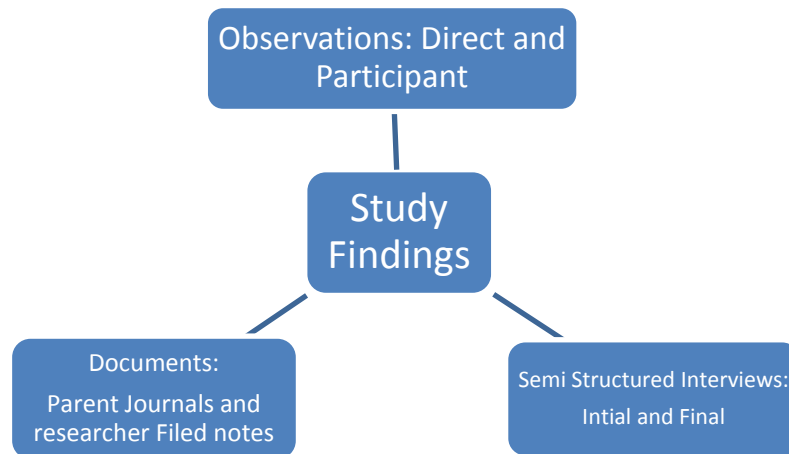 Observations: Direct and
Participant
Study
Findings
Documents:
Parent Journals and
researcher Filed notes
Semi Structured Interviews:
Intial and Final